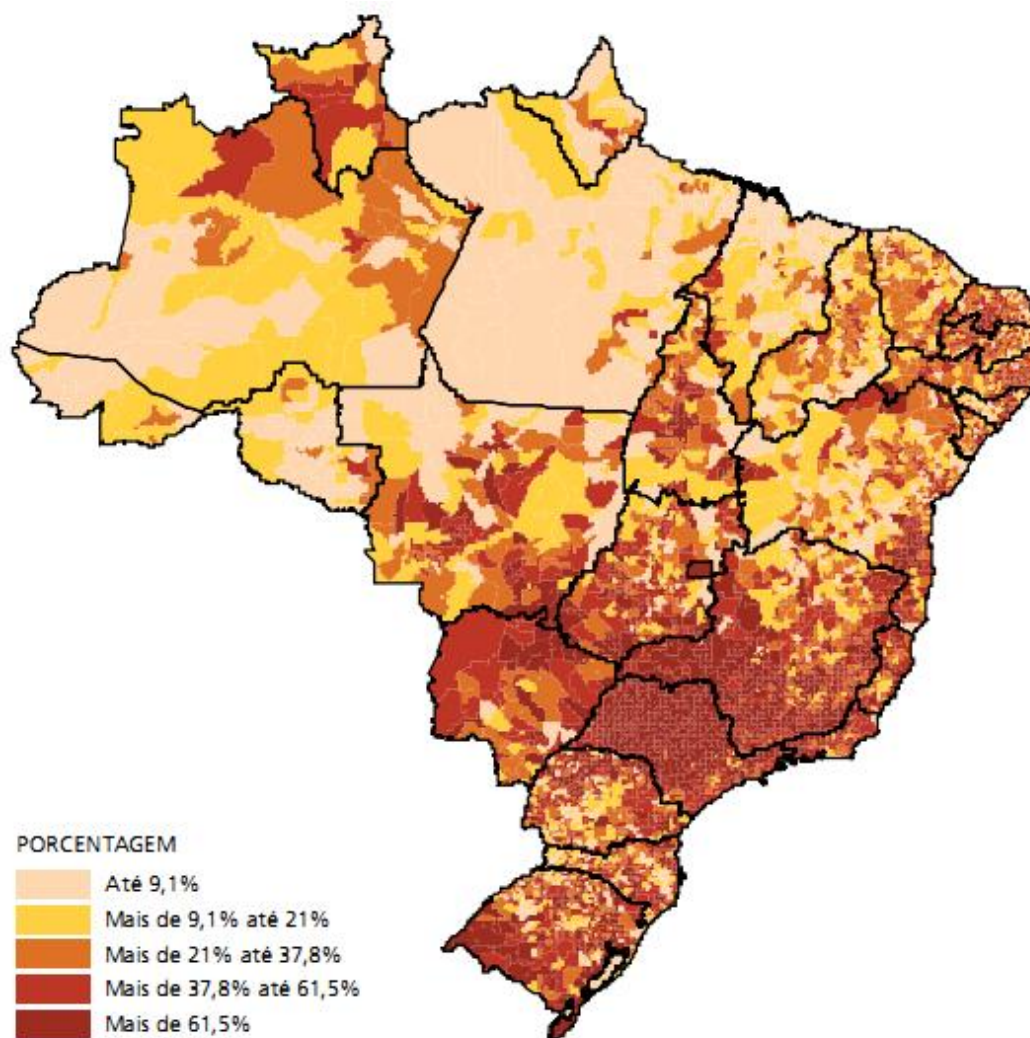 PORCENTAGEM
Até 9,1%
Mais de 9,1% até 21%
Mais de 21% até 37,8%
Mais de 37,8% até 61,5%
Mais de 61,5%